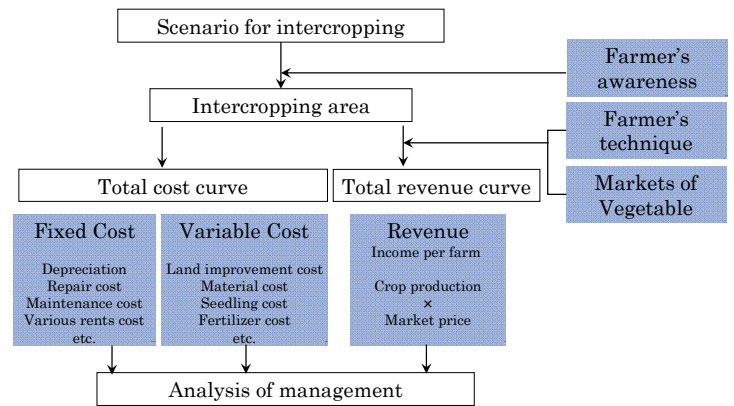 Scenario for intercropping
Farmer's
awareness
Intercropping area
Farmer's
technique
Total cost curve
Total revenue curve
Markets of
Vegetable
Fixed Cost
Depreciation
Repair cost
Maintenance cost
Various rents cost
etc.
Variable Cost
Land improvement cost
Material cost
Seedling cost
Fertilizer cost
etc.
Revenue
Income per farm
Crop production
×
Market price
Analysis of management